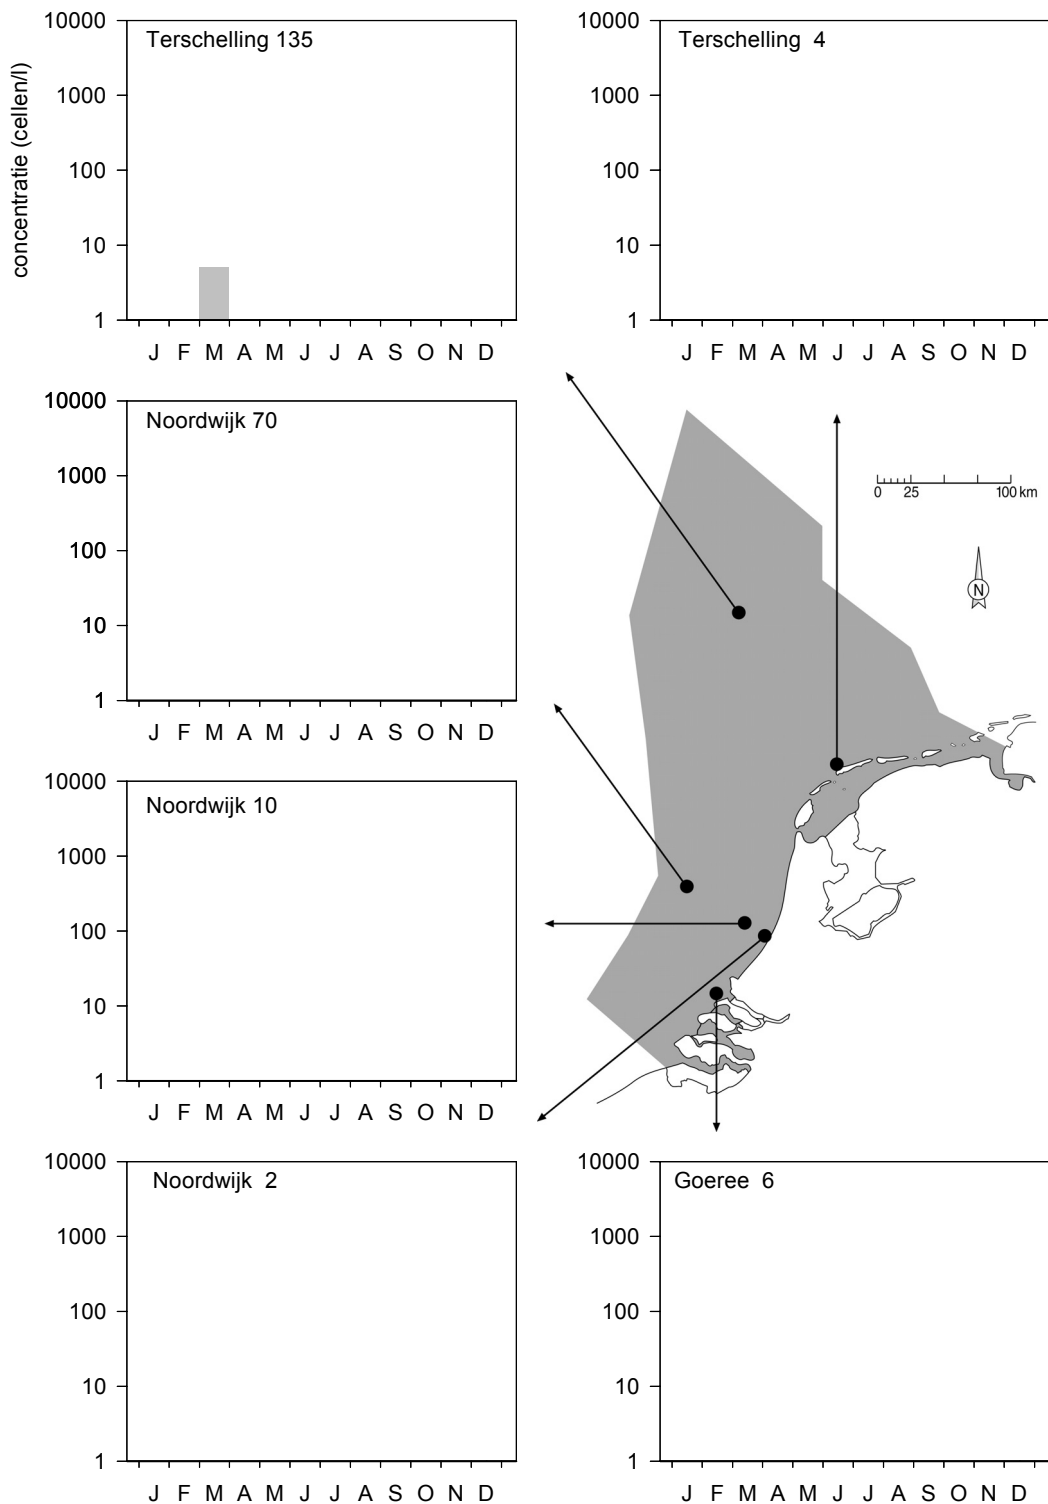 concentratie (cellen/l)
Terschelling 135
10000
1000
100
10
1
J F M A M J J A S O N D
Terschelling 4
10000
1000
100
10
1
J F M A M J J A S O N D
Noordwijk 70
10000
1000
100
10
1
J F M A M J J A S O N D
0 25 100 km
N
Noordwijk 10
10000
1000
100
10
1
J F M A M J J A S O N D
Noordwijk 2
10000
1000
100
10
1
J F M A M J J A S O N D
Goeree 6
10000
1000
100
10
1
J F M A M J J A S O N D